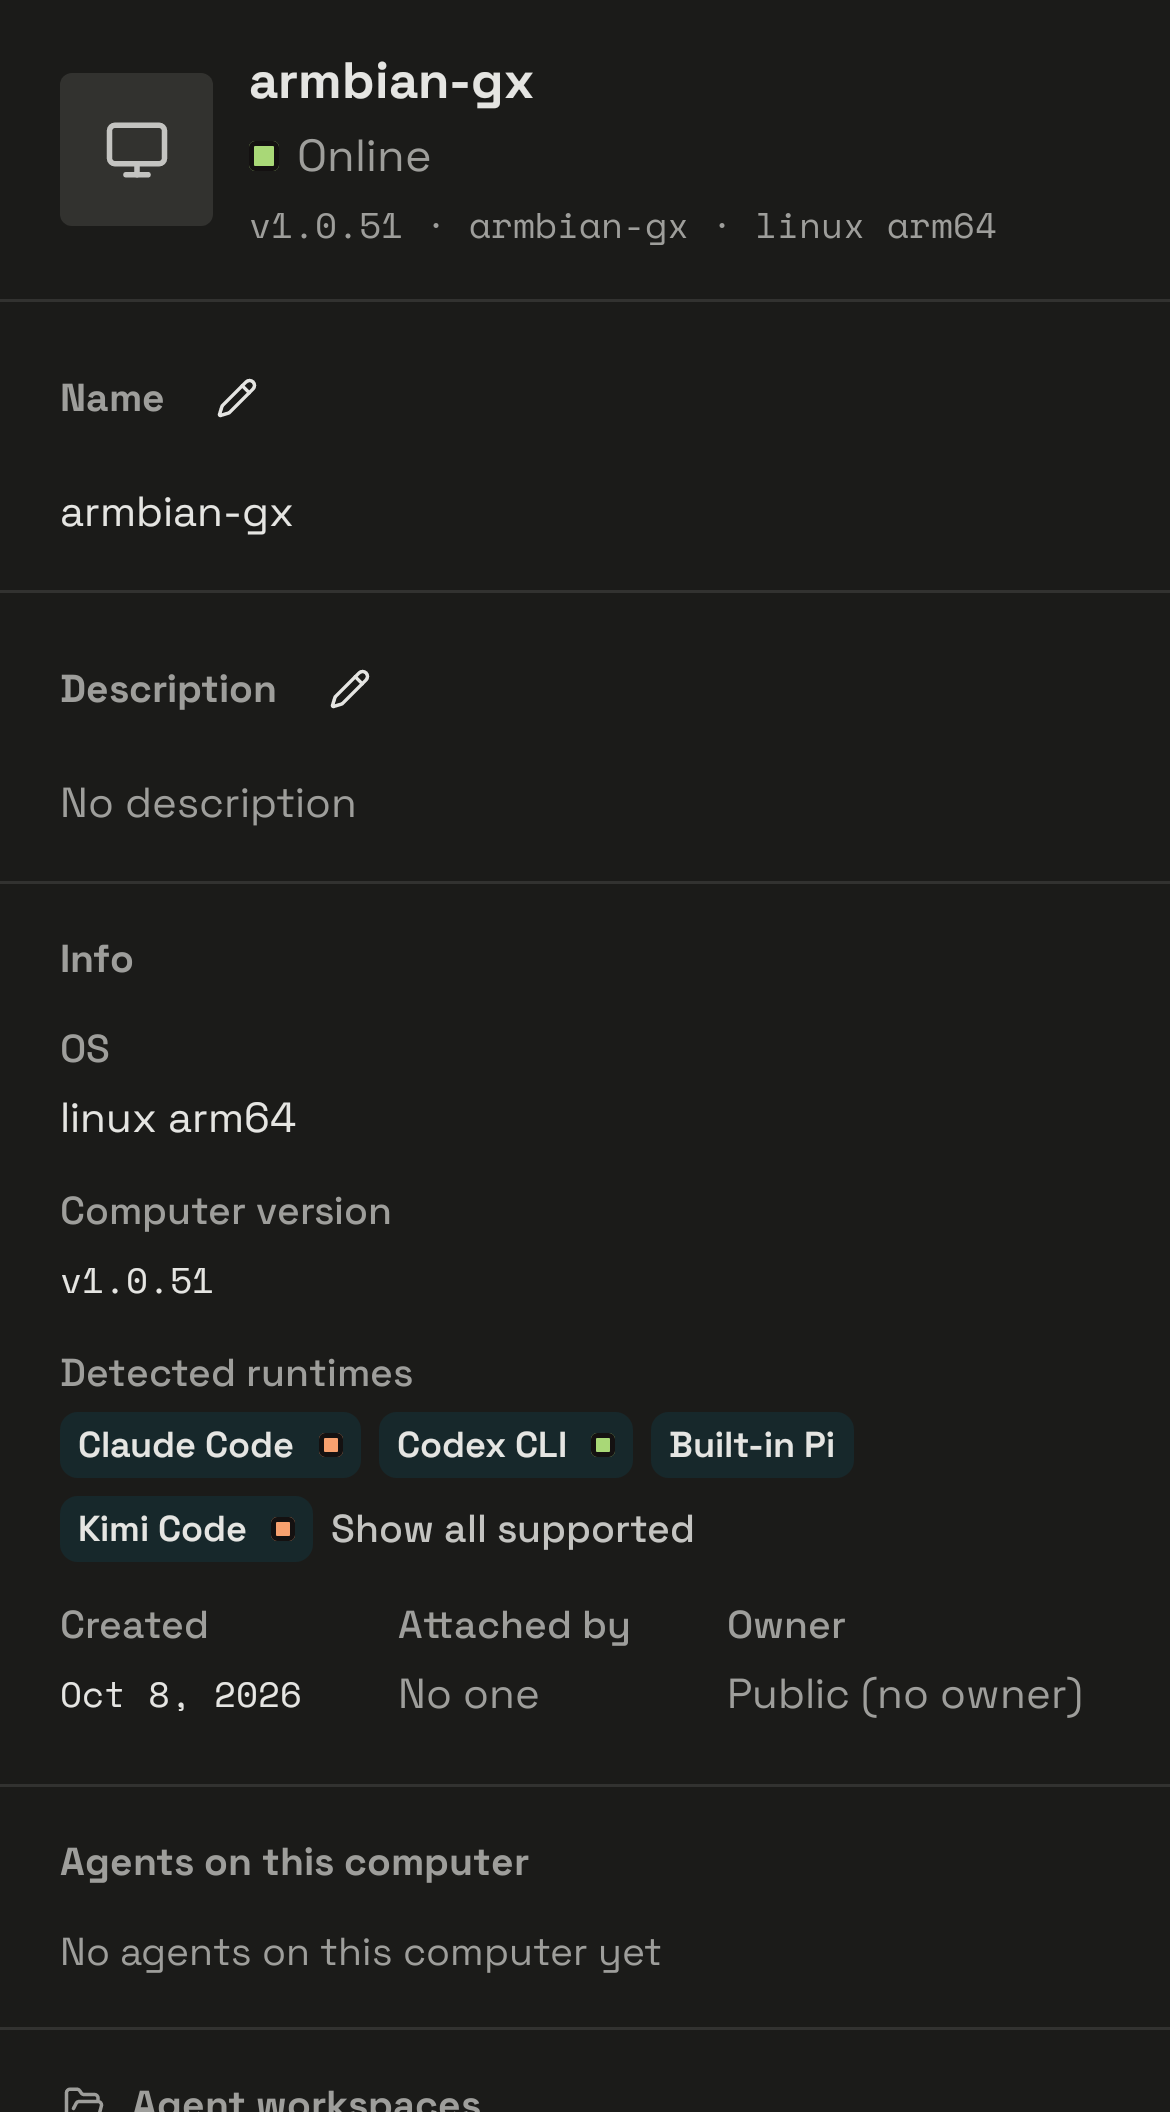 armbian-gx
Online
v1.0.51 · armbian-gx · linux arm64
Name
armbian-gx
Description
No description
Info
OS
linux arm64
Computer version
v1.0.51
Detected runtimes
Claude Code Codex CLI Built-in Pi
Kimi Code Show all supported
Created Attached by Owner
Oct 8, 2026 No one Public (no owner)
Agents on this computer
No agents on this computer yet
Agent workspaces